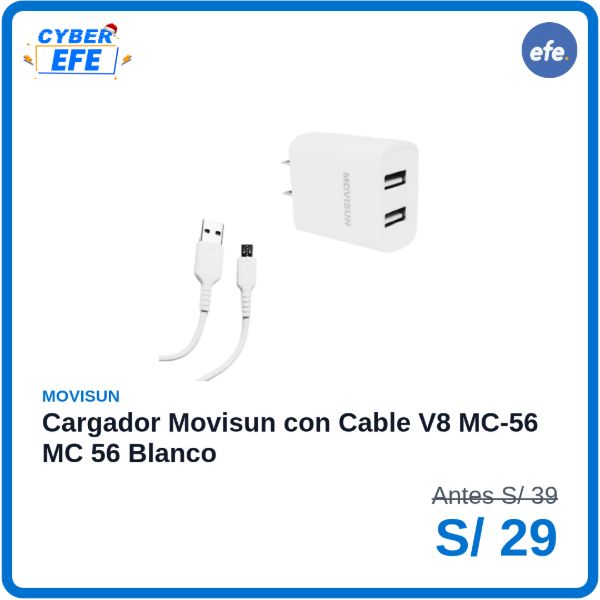 CYBER
EFE
efe.
MOVISUN
MOVISUN
Cargador Movisun con Cable V8 MC-56
MC 56 Blanco
Antes S/ 39
S/ 29